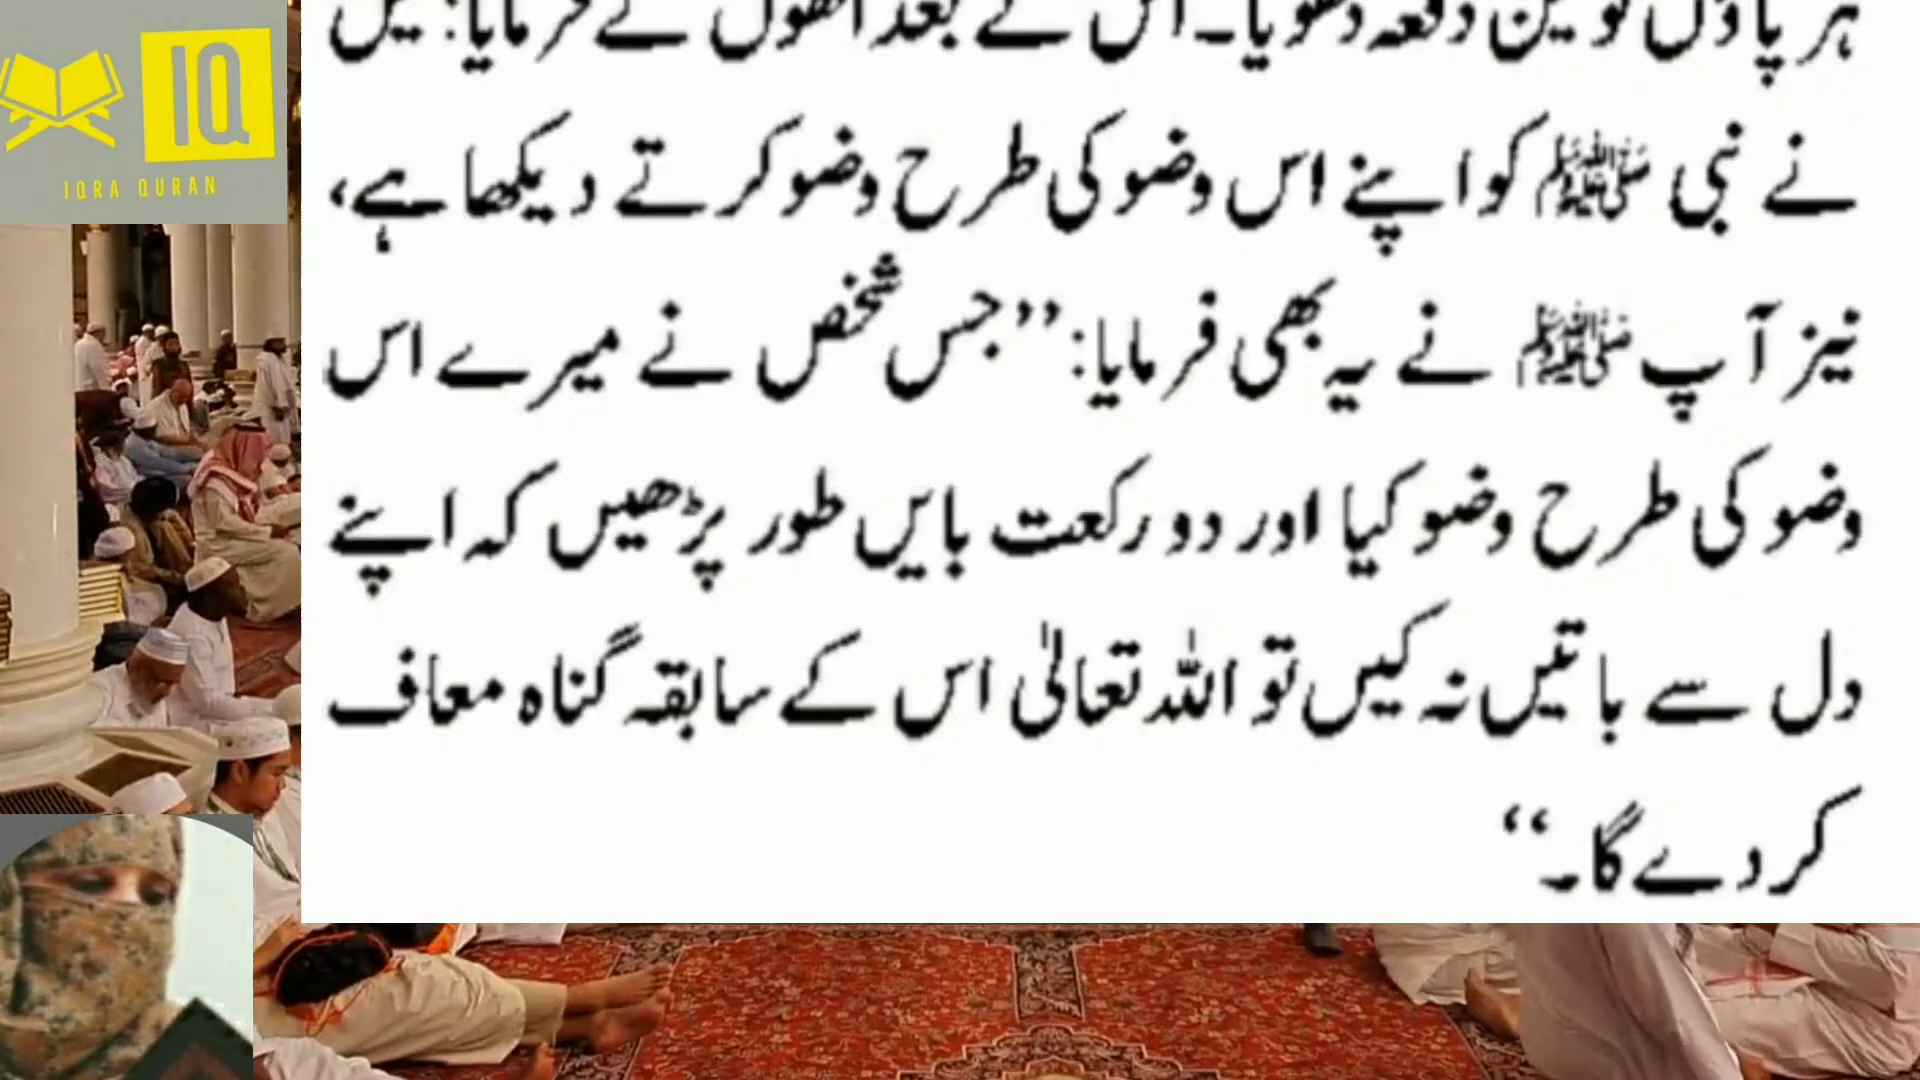 IQ
IQRA QURAN
ہر پاؤں کو تین دفعہ دھویا۔ اس کے بعد انھوں نے فرمایا: میں
نے نبی ﷺ کو اپنے اس وضو کی طرح وضو کرتے دیکھا ہے،
نیز آپ ﷺ نے یہ بھی فرمایا: ’’جس شخص نے میرے اس
وضو کی طرح وضو کیا اور دو رکعت بایں طور پڑھیں کہ اپنے
دل سے باتیں نہ کیں تو اللہ تعالٰی اس کے سابقہ گناہ معاف
کر دے گا۔‘‘